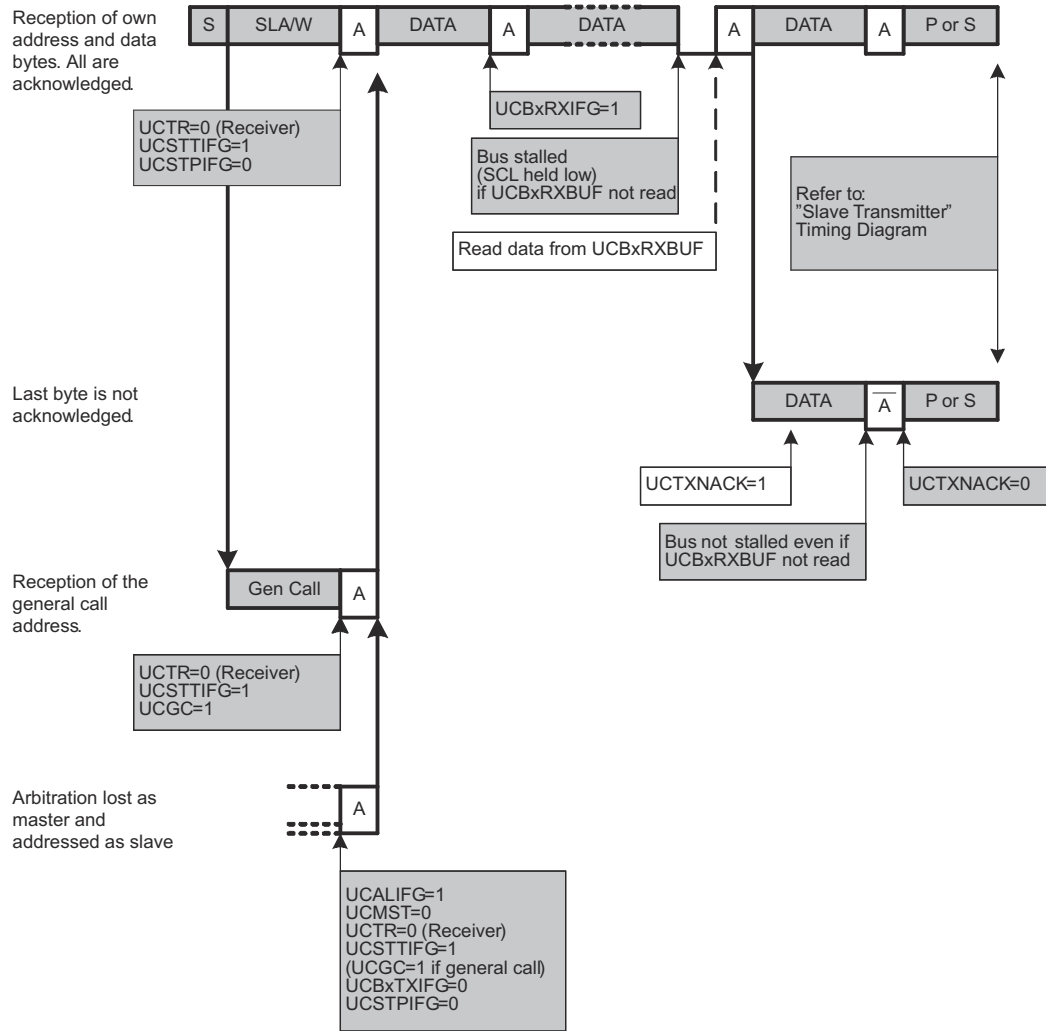 Reception of own
address and data
bytes. All are
acknowledged.
S SLA/W A DATA A DATA A DATA A P or S
UCTR=0 (Receiver)
UCSTTIFG=1
UCSTPIFG=0
UCBxRXIFG=1
Bus stalled
(SCL held low)
if UCBxRXBUF not read
Read data from UCBxRXBUF
Refer to:
”Slave Transmitter”
Timing Diagram
Last byte is not
acknowledged.
DATA A P or S
UCTXNACK=1
UCTXNACK=0
Bus not stalled even if
UCBxRXBUF not read
Reception of the
general call
address.
Gen Call A
UCTR=0 (Receiver)
UCSTTIFG=1
UCGC=1
Arbitration lost as
master and
addressed as slave
A
UCALIFG=1
UCMST=0
UCTR=0 (Receiver)
UCSTTIFG=1
(UCGC=1 if general call)
UCBxTXIFG=0
UCSTPIFG=0